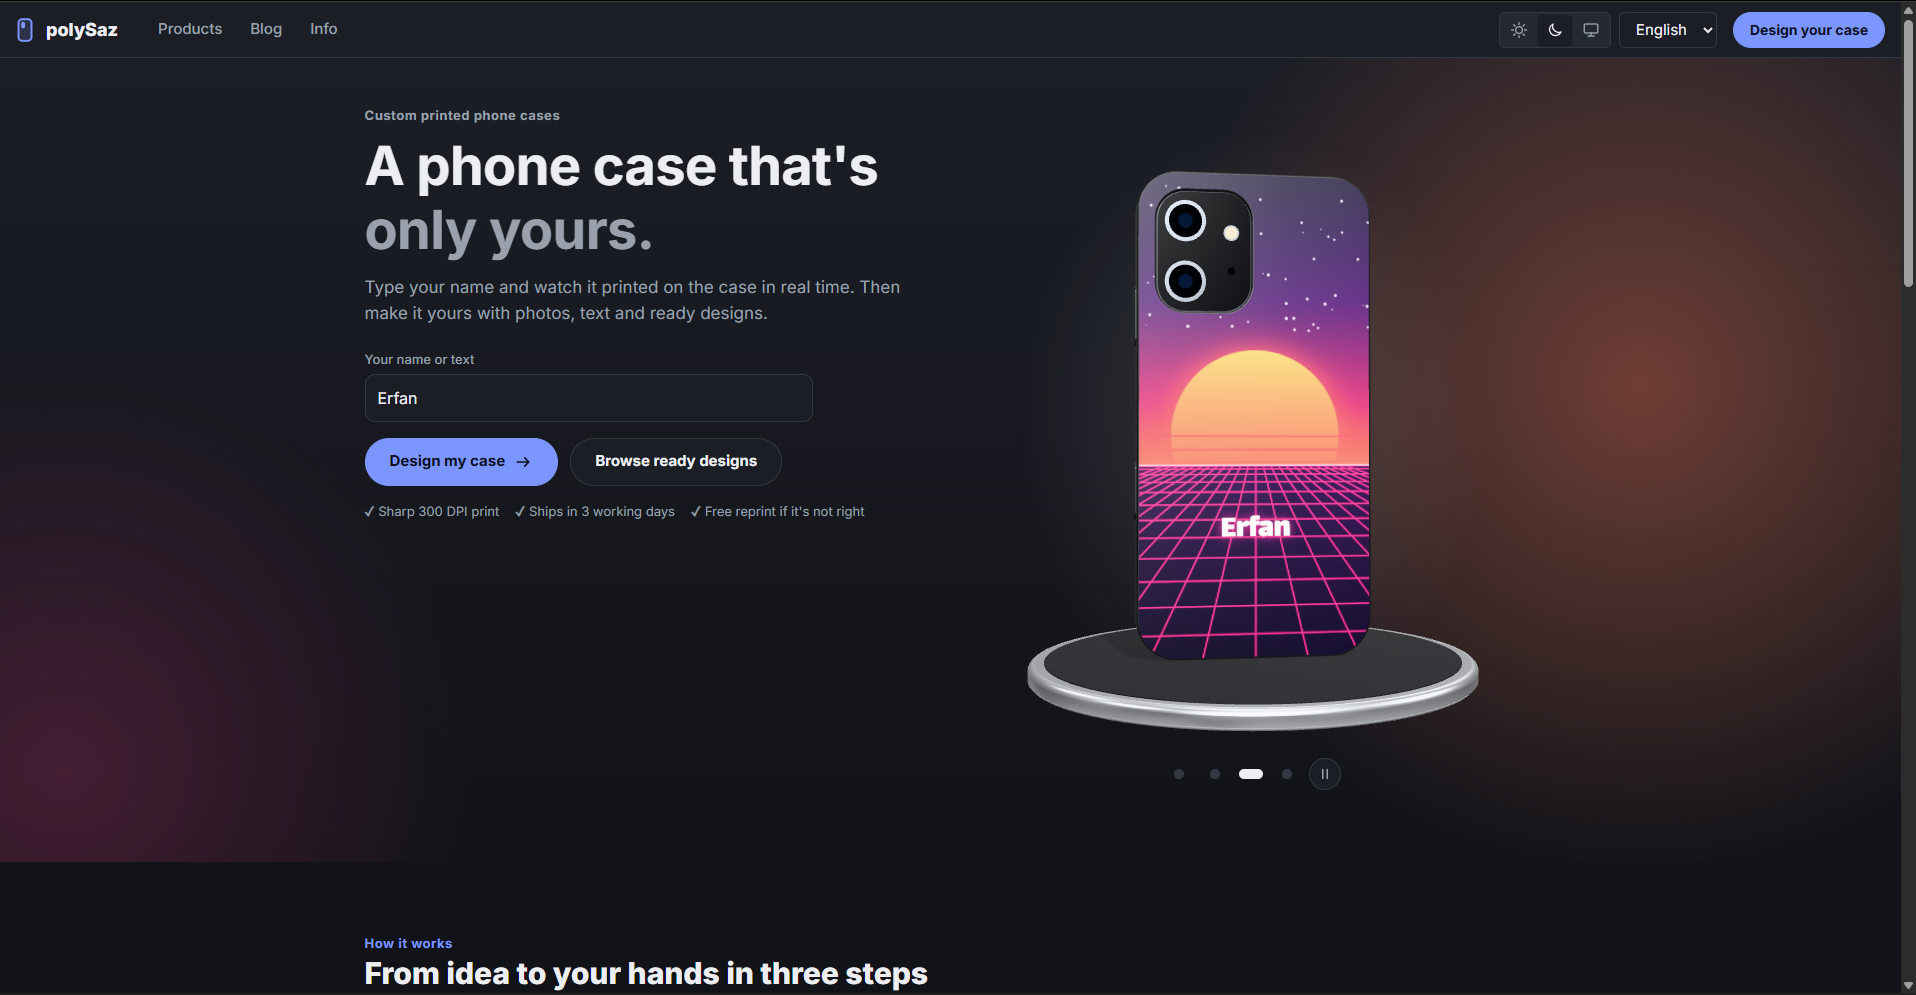 polySaz
Products
Blog
Info
English
Design your case
Custom printed phone cases
A phone case that's
only yours.
Type your name and watch it printed on the case in real time. Then
make it yours with photos, text and ready designs.
Your name or text
Erfan
Design my case →
Browse ready designs
✓ Sharp 300 DPI print ✓ Ships in 3 working days ✓ Free reprint if it's not right
Erfan
How it works
From idea to your hands in three steps